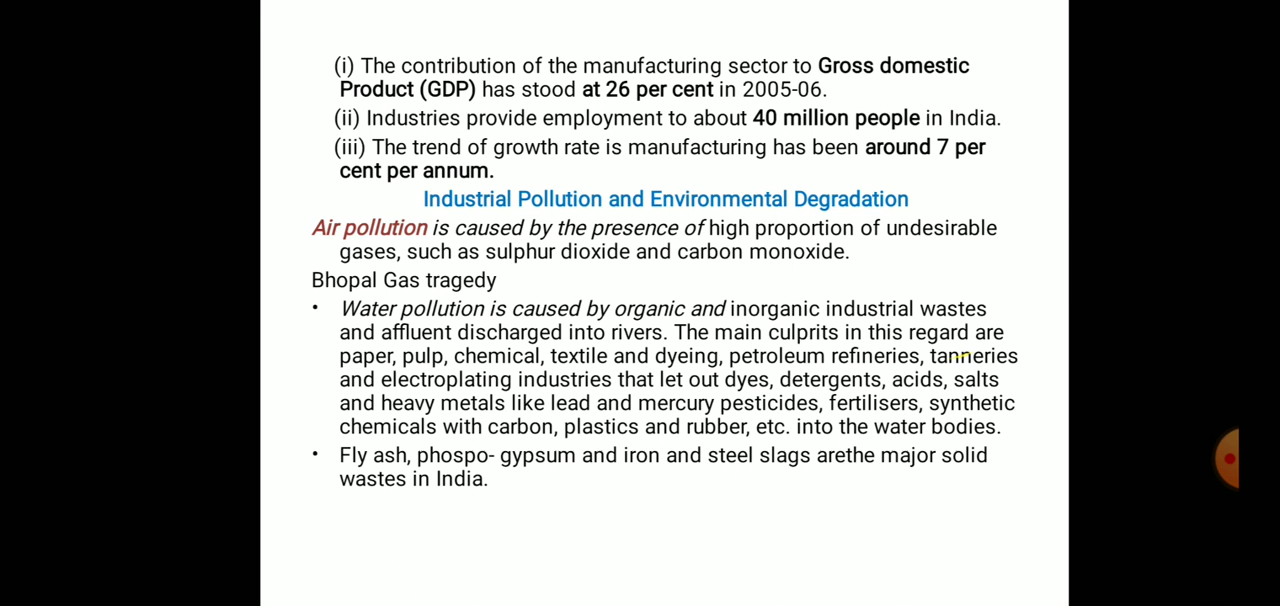 (i) The contribution of the manufacturing sector to Gross domestic
Product (GDP) has stood at 26 per cent in 2005-06.
(ii) Industries provide employment to about 40 million people in India.
(iii) The trend of growth rate is manufacturing has been around 7 per
cent per annum.
Industrial Pollution and Environmental Degradation
Air pollution is caused by the presence of high proportion of undesirable
gases, such as sulphur dioxide and carbon monoxide.
Bhopal Gas tragedy
• Water pollution is caused by organic and inorganic industrial wastes
and affluent discharged into rivers. The main culprits in this regard are
paper, pulp, chemical, textile and dyeing, petroleum refineries, tanneries
and electroplating industries that let out dyes, detergents, acids, salts
and heavy metals like lead and mercury pesticides, fertilisers, synthetic
chemicals with carbon, plastics and rubber, etc. into the water bodies.
• Fly ash, phospo- gypsum and iron and steel slags arethe major solid
wastes in India.